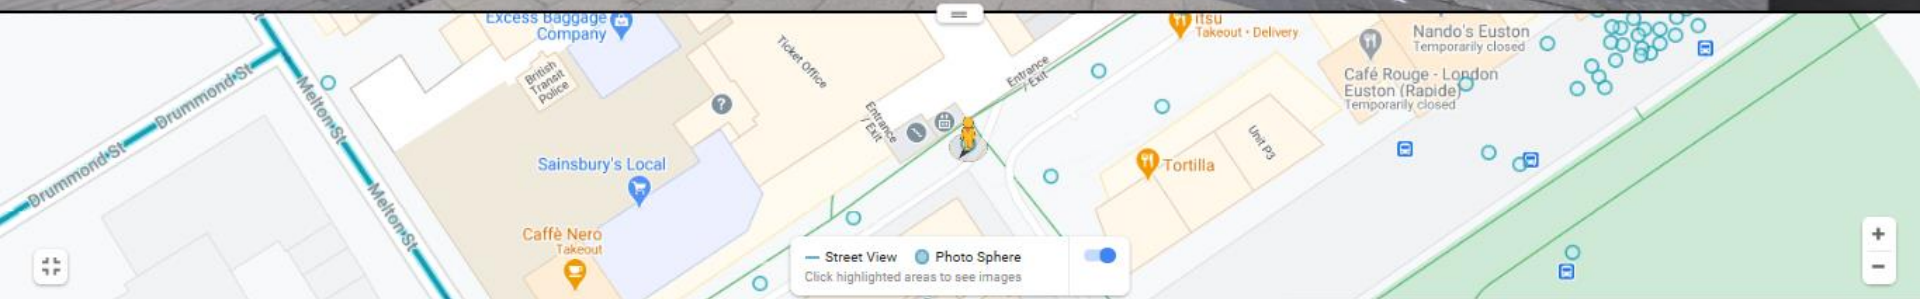 Excess Baggage
Company
itsu
Takeout • Delivery
Nando's Euston
Temporarily closed
Ticket Office
British
Transit
Police
Entrance
/ Exit
Café Rouge - London
Euston (Rapide)
Temporarily closed
Drummond St
Melton St
Entrance
/ Exit
?
Unit P3
Sainsbury's Local
Tortilla
Drummond St
Melton St
Caffè Nero
Takeout
Street View
Photo Sphere
Click highlighted areas to see images
+
−